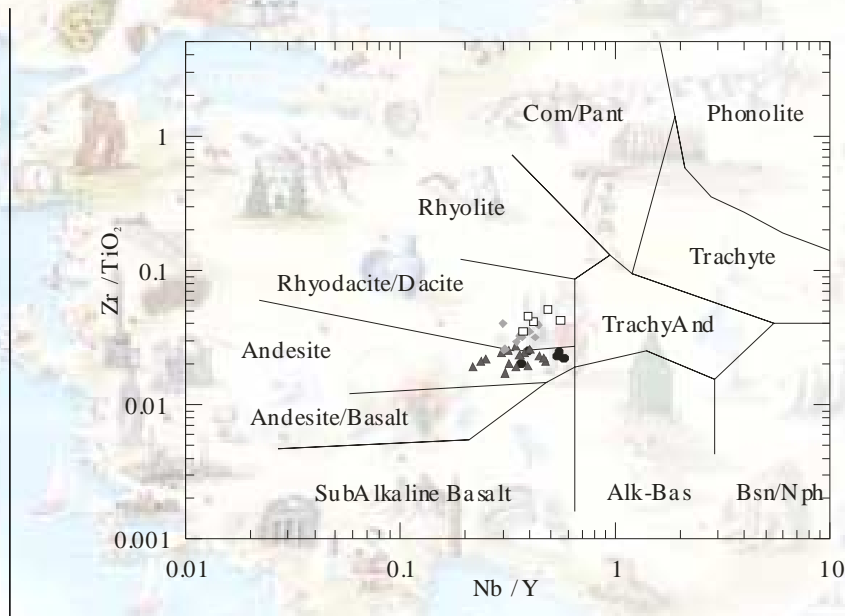 Com/Pant Phonolite
1
Rhyolite
Zr / TiO₂
Trachyte
0.1
Rhyodacite/Dacite
TrachyAnd
Andesite
0.01
Andesite/Basalt
SubAlkaline Basalt Alk-Bas Bsn/Nph
0.001
0.01 0.1 1 10
Nb / Y